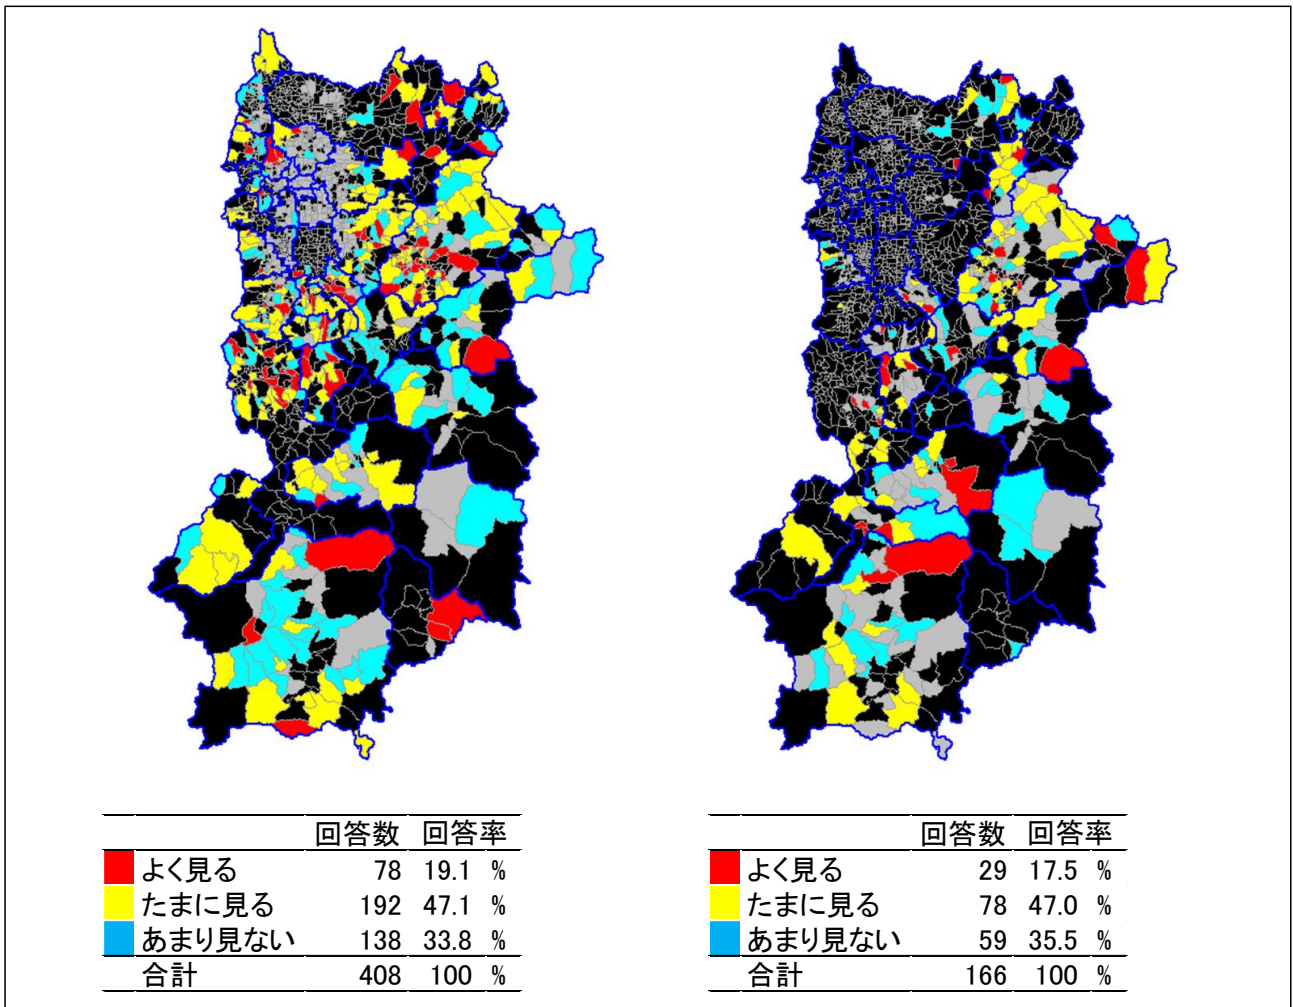 回答数 回答率
よく見る 78 19.1 %
たまに見る 192 47.1 %
あまり見ない 138 33.8 %
合計 408 100 %
回答数 回答率
よく見る 29 17.5 %
たまに見る 78 47.0 %
あまり見ない 59 35.5 %
合計 166 100 %